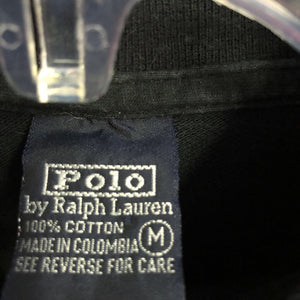 Polo
by Ralph Lauren
100% COTTON
MADE IN COLOMBIA M
SEE REVERSE FOR CARE